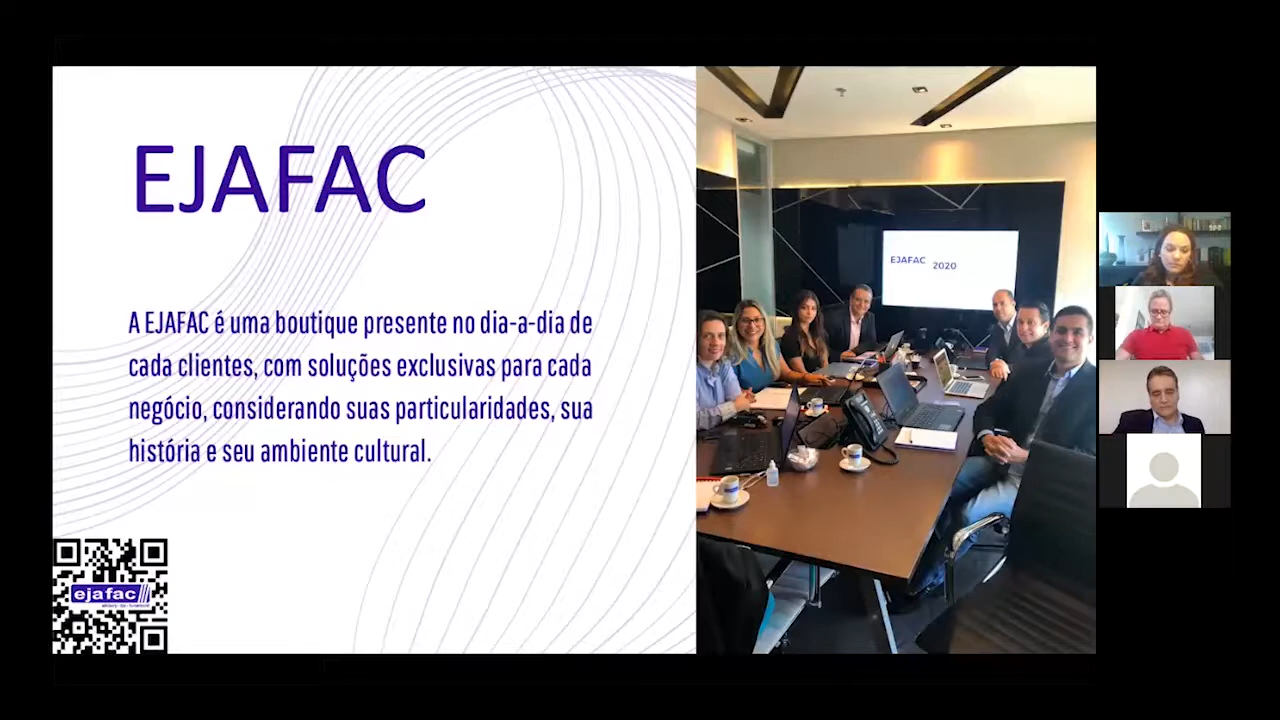 EJAFAC
A EJAFAC é uma boutique presente no dia-a-dia de
cada clientes, com soluções exclusivas para cada
negócio, considerando suas particularidades, sua
história e seu ambiente cultural.
ejafac
EJAFAC 2020